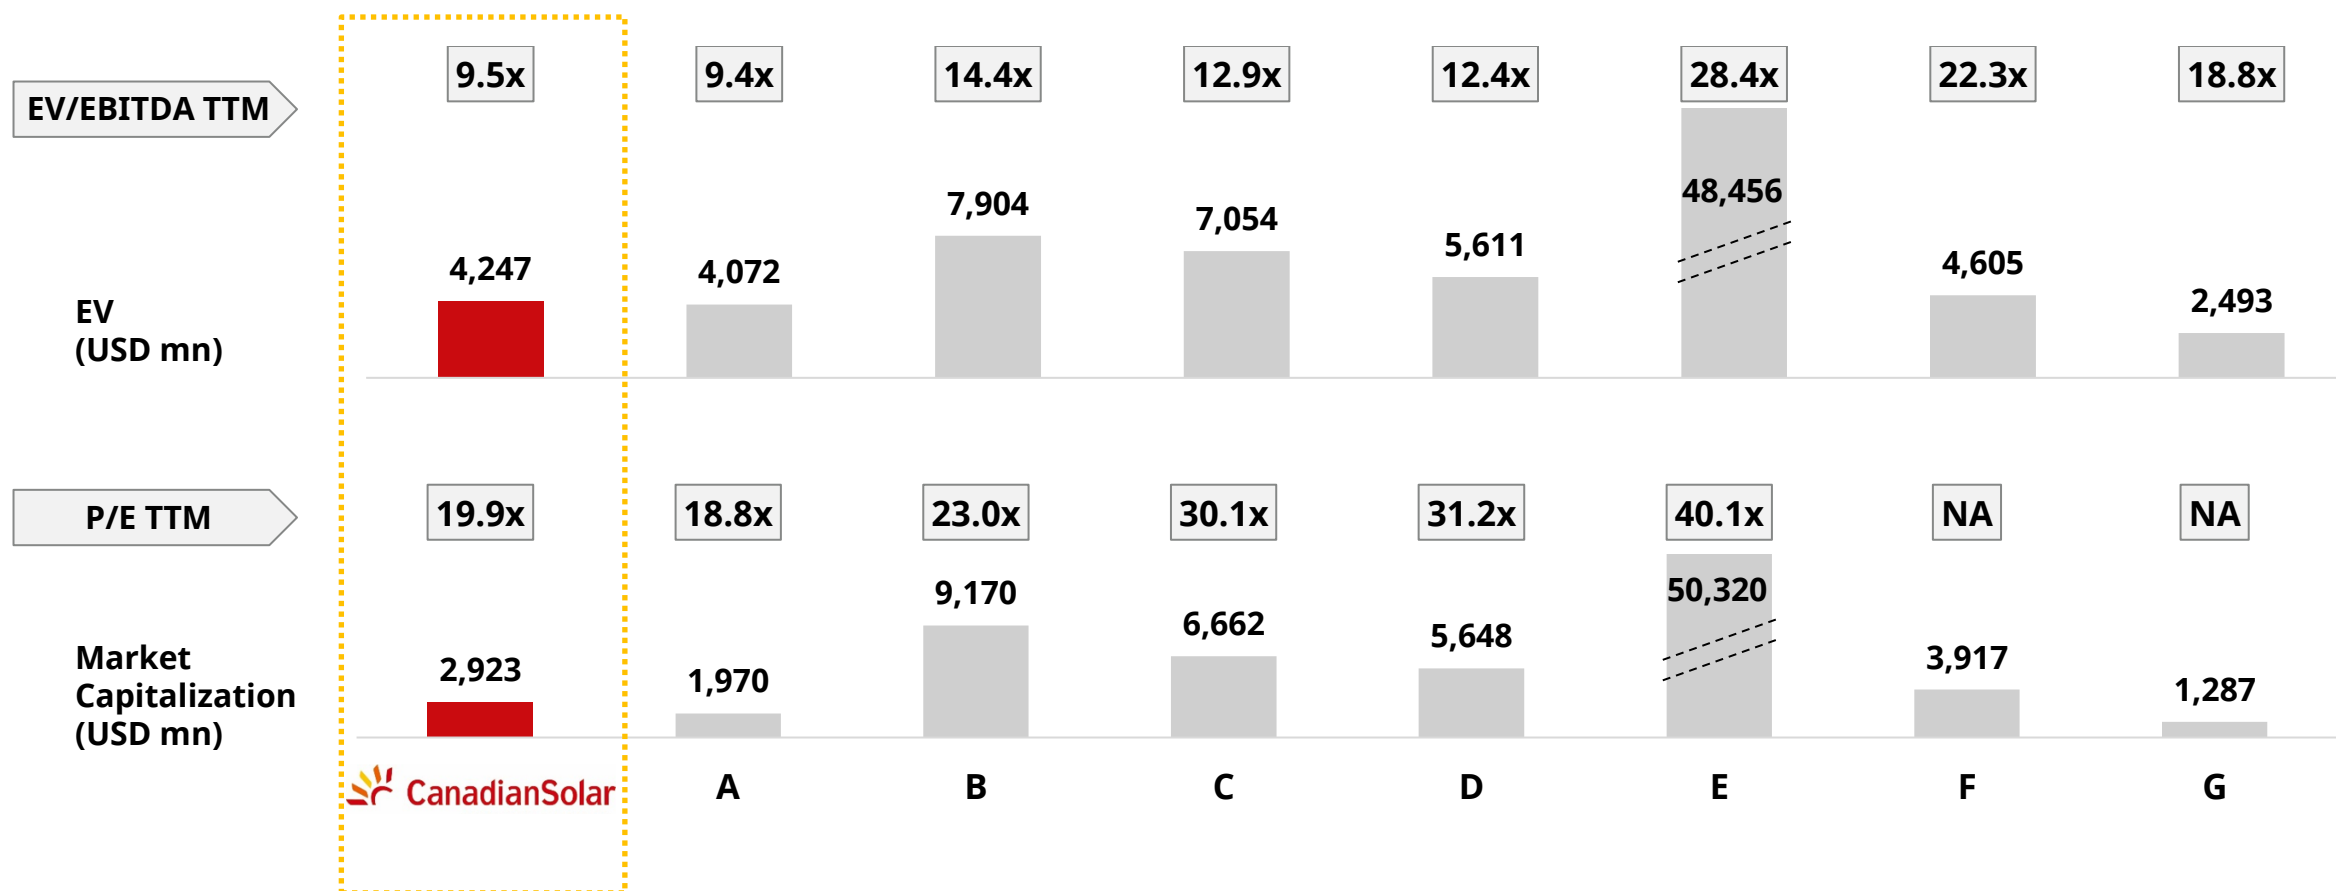 EV/EBITDA TTM
9.5x
9.4x
14.4x
12.9x
12.4x
28.4x
22.3x
18.8x
EV
(USD mn)
4,247
4,072
7,904
7,054
5,611
48,456
4,605
2,493
P/E TTM
19.9x
18.8x
23.0x
30.1x
31.2x
40.1x
NA
NA
Market
Capitalization
(USD mn)
2,923
1,970
9,170
6,662
5,648
50,320
3,917
1,287
CanadianSolar
A
B
C
D
E
F
G